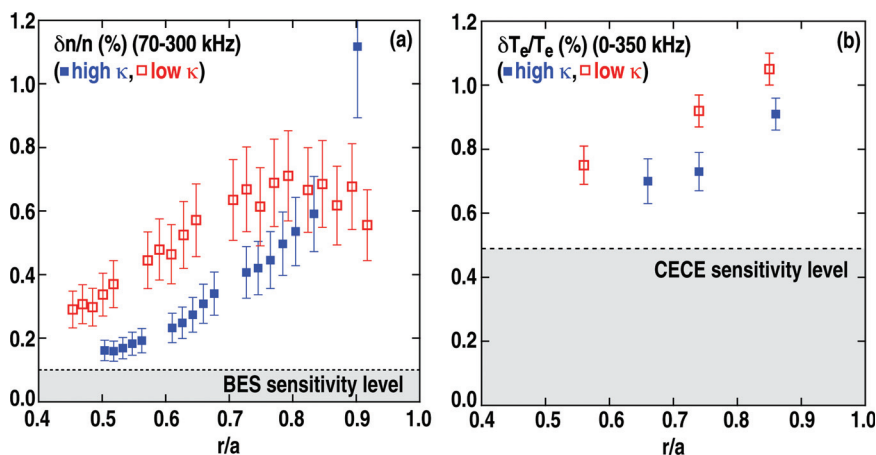 1.2
1.0
0.8
0.6
0.4
0.2
0.0
δn/n (%) (70-300 kHz)
(■high κ, □low κ)
(a)
BES sensitivity level
0.4 0.5 0.6 0.7 0.8 0.9 1.0
r/a
1.2
1.0
0.8
0.6
0.4
0.2
0.0
δTe/Te (%) (0-350 kHz)
(■high κ, □low κ)
(b)
CECE sensitivity level
0.4 0.6 0.7 0.8 0.9 1.0
r/a